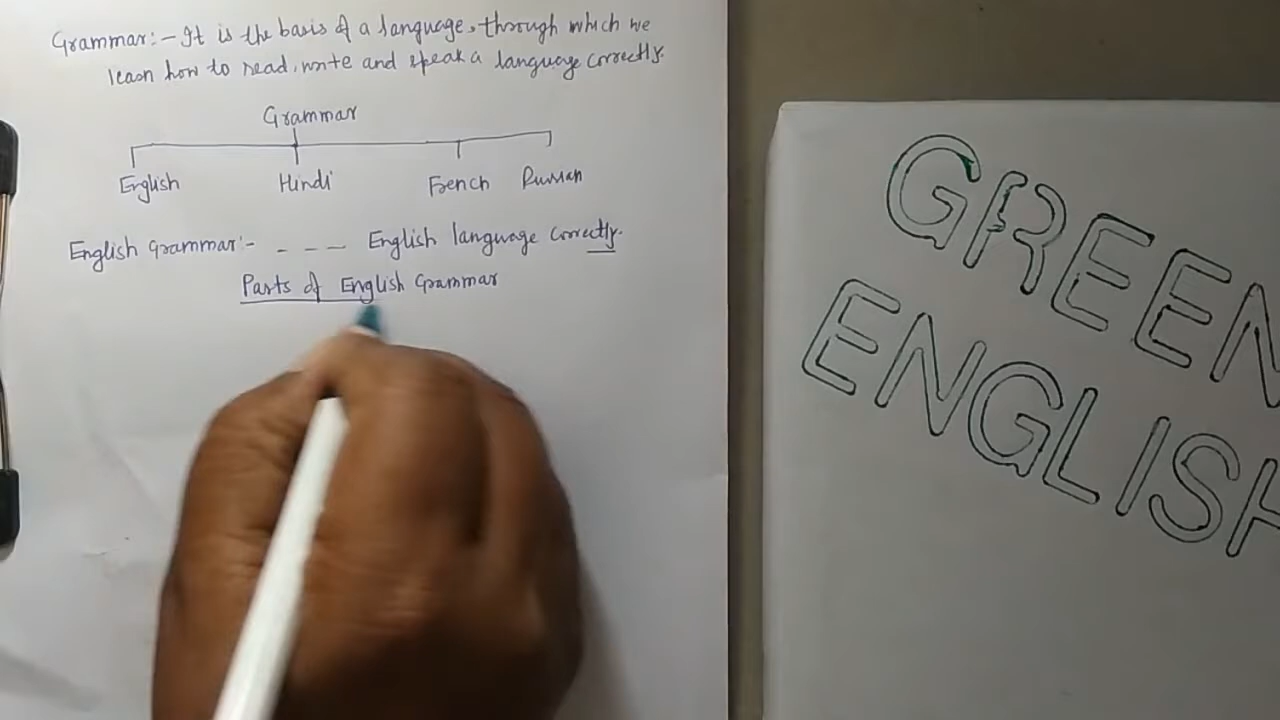 Grammar:- It is the basis of a language, through which we
learn how to read, write and speak a language correctly.
Grammar
English Hindi French Russian
English Grammar:- - - - English language correctly.
Parts of English Grammar
GREEN
ENGLISH